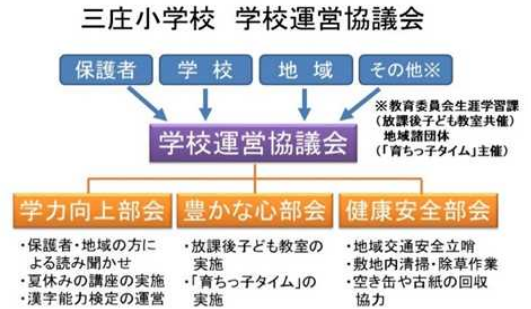 三庄小学校 学校運営協議会
保護者
学校
地域
その他※
※教育委員会生涯学習課
(放課後子ども教室共催)
地域諸団体
(「育ちっ子タイム」主催)
学校運営協議会
学力向上部会
豊かな心部会
健康安全部会
・保護者・地域の方に
よる読み聞かせ
・夏休みの講座の実施
・漢字能力検定の運営
・放課後子ども教室の
実施
・「育ちっ子タイム」の
実施
・地域交通安全立哨
・敷地内清掃・除草作業
・空き缶や古紙の回収
協力